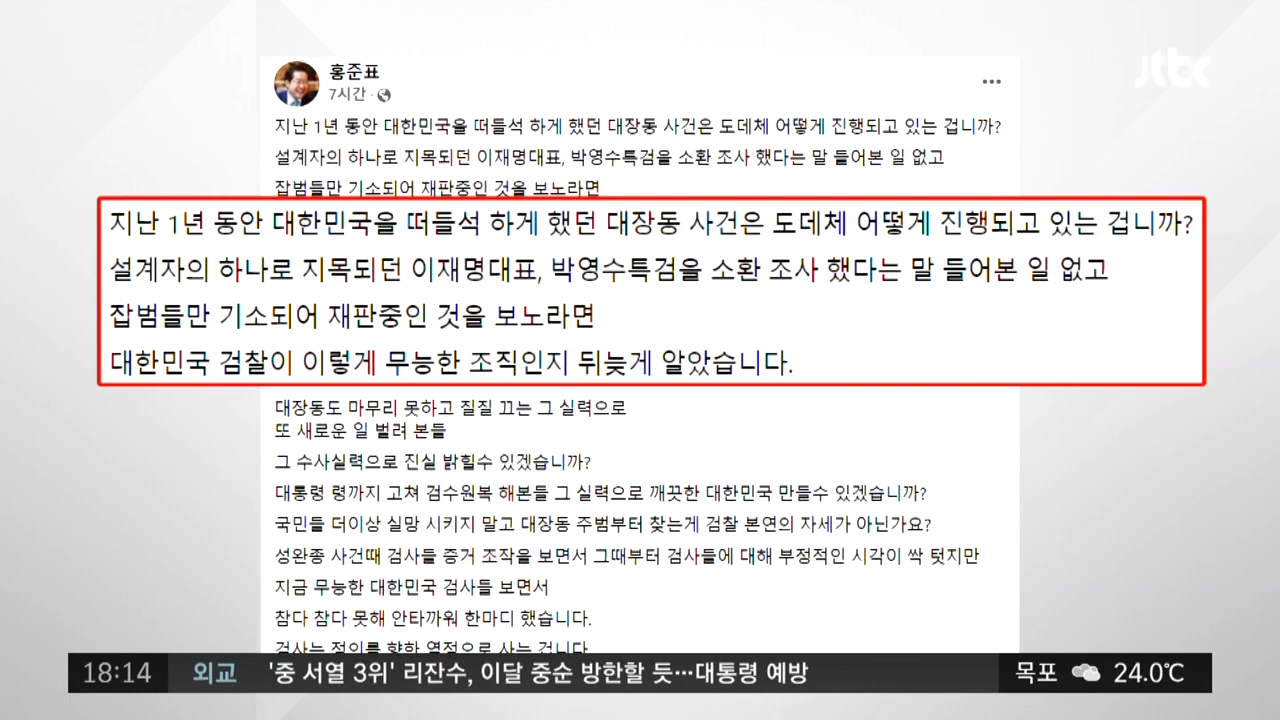 jtbc
홍준표
7시간
지난 1년 동안 대한민국을 떠들석 하게 했던 대장동 사건은 도데체 어떻게 진행되고 있는 겁니까?
설계자의 하나로 지목되던 이재명대표, 박영수특검을 소환 조사 했다는 말 들어본 일 없고
잡범들만 기소되어 재판중인 것을 보노라면
지난 1년 동안 대한민국을 떠들석 하게 했던 대장동 사건은 도데체 어떻게 진행되고 있는 겁니까?
설계자의 하나로 지목되던 이재명대표, 박영수특검을 소환 조사 했다는 말 들어본 일 없고
잡범들만 기소되어 재판중인 것을 보노라면
대한민국 검찰이 이렇게 무능한 조직인지 뒤늦게 알았습니다.
대장동도 마무리 못하고 질질 끄는 그 실력으로
또 새로운 일 벌려 본들
그 수사실력으로 진실 밝힐수 있겠습니까?
대통령 령까지 고쳐 검수원복 해본들 그 실력으로 깨끗한 대한민국 만들수 있겠습니까?
국민들 더이상 실망 시키지 말고 대장동 주범부터 찾는게 검찰 본연의 자세가 아닌가요?
성완종 사건때 검사들 증거 조작을 보면서 그때부터 검사들에 대해 부정적인 시각이 싹 텃지만
지금 무능한 대한민국 검사들 보면서
참다 참다 못해 안타까워 한마디 했습니다.
검사는 정의를 향한 열정으로 사는 겁니다
18:14 외교 '중 서열 3위' 리잔수, 이달 중순 방한할 듯…대통령 예방 목포 24.0℃